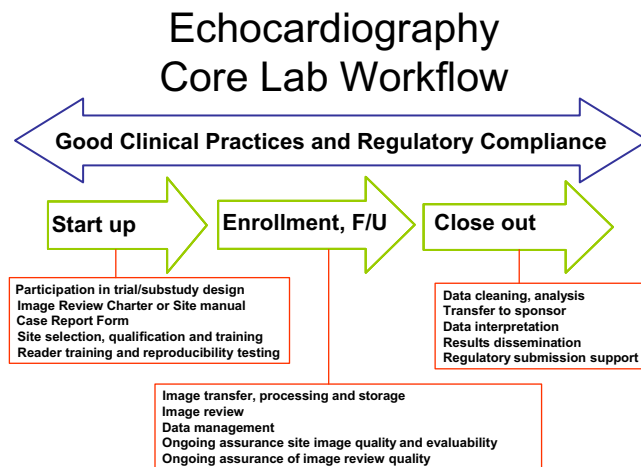 Echocardiography
Core Lab Workflow
Good Clinical Practices and Regulatory Compliance
Start up
Enrollment, F/U
Close out
Participation in trial/substudy design
Image Review Charter or Site manual
Case Report Form
Site selection, qualification and training
Reader training and reproducibility testing
Data cleaning, analysis
Transfer to sponsor
Data interpretation
Results dissemination
Regulatory submission support
Image transfer, processing and storage
Image review
Data management
Ongoing assurance site image quality and evaluability
Ongoing assurance of image review quality